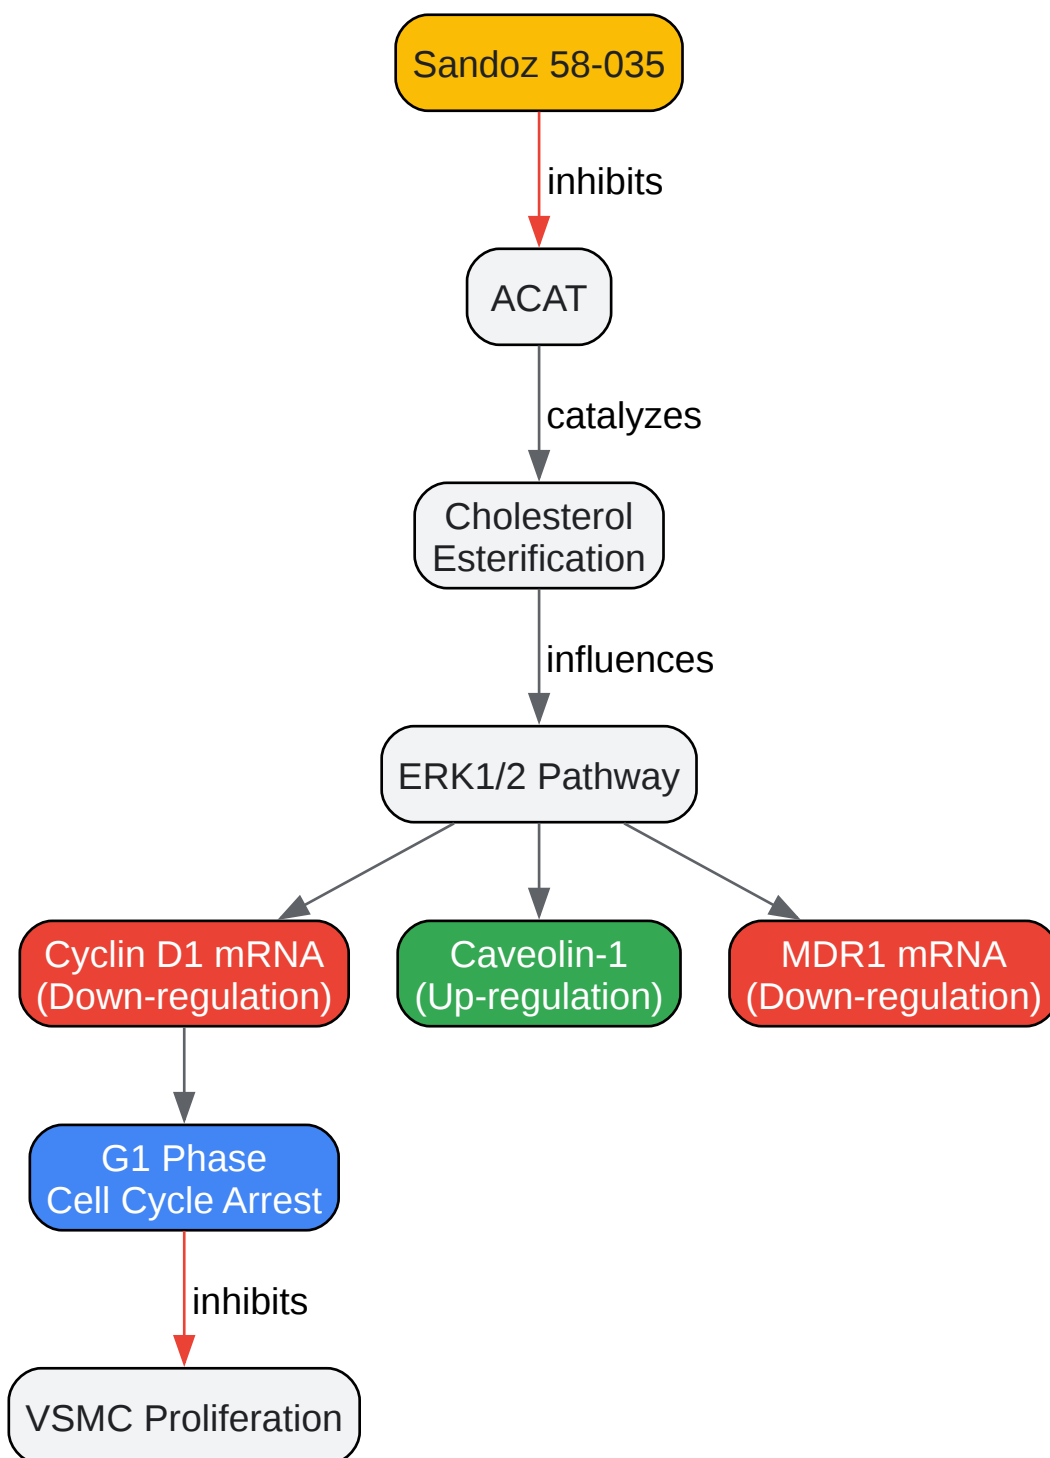 Sandoz 58-035
inhibits
ACAT
catalyzes
Cholesterol
Esterification
influences
ERK1/2 Pathway
Cyclin D1 mRNA
(Down-regulation)
Caveolin-1
(Up-regulation)
MDR1 mRNA
(Down-regulation)
G1 Phase
Cell Cycle Arrest
inhibits
VSMC Proliferation